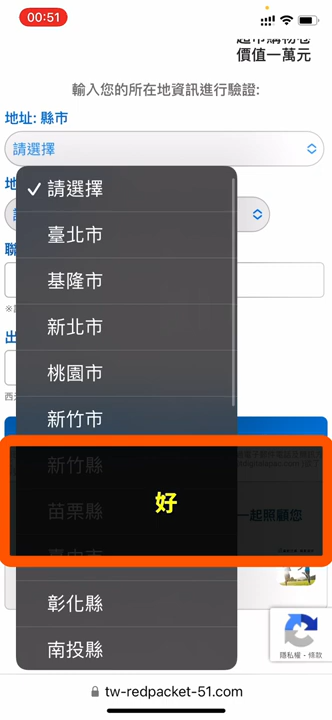 00:51
超市購物卷
價值一萬元
輸入您的所在地資訊進行驗證:
地址: 縣市
請選擇
請選擇
臺北市
基隆市
新北市
桃園市
新竹市
新竹縣
苗栗縣
好
一起照顧您
臺中市
彰化縣
南投縣
隱私權 - 條款
tw-redpacket-51.com